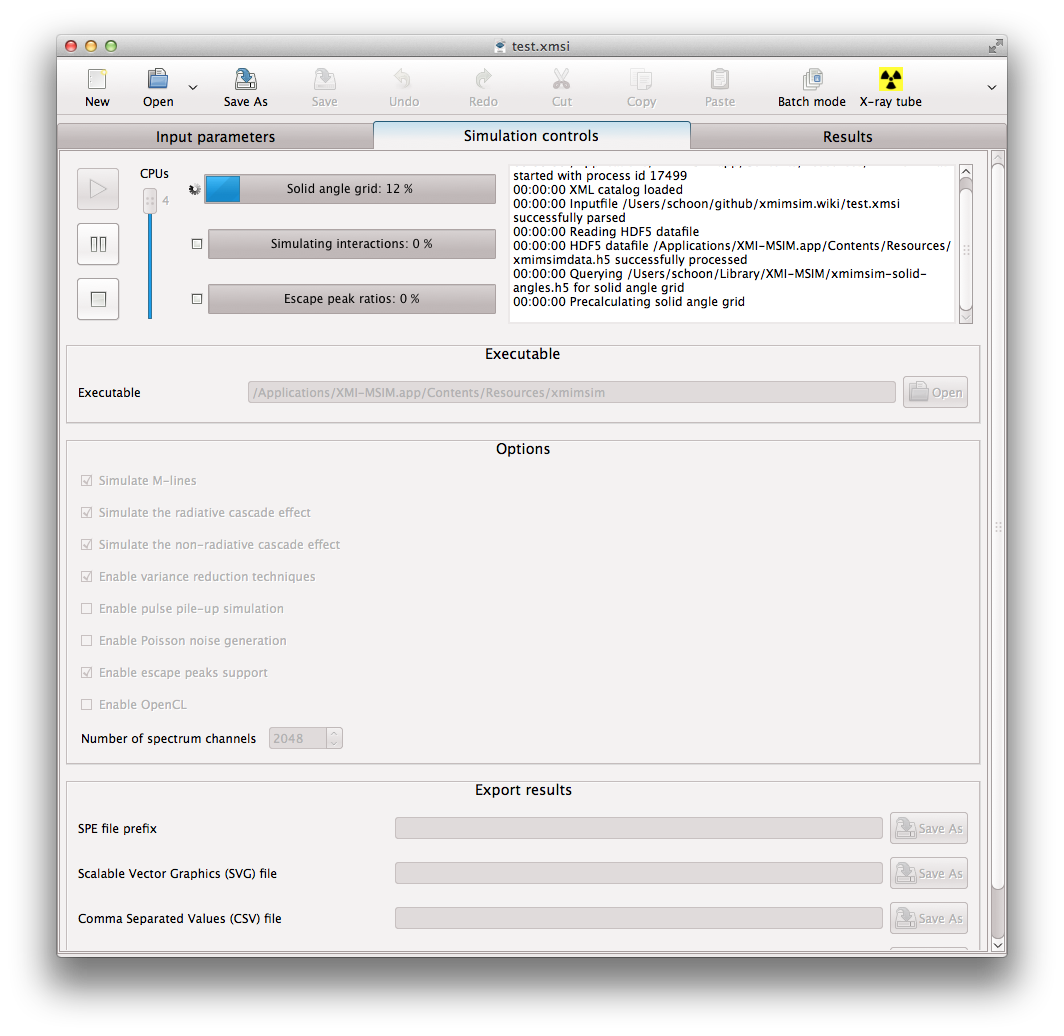 test.xmsi
New Open Save As Save Undo Redo Cut Copy Paste Batch mode X-ray tube
Input parameters Simulation controls Results
CPUs
4
Solid angle grid: 12 %
Simulating interactions: 0 %
Escape peak ratios: 0 %
started with process id 17499
00:00:00 XML catalog loaded
00:00:00 Inputfile /Users/schoon/github/xmimsim.wiki/test.xmsi
successfully parsed
00:00:00 Reading HDF5 datafile
00:00:00 HDF5 datafile /Applications/XMI-MSIM.app/Contents/Resources/
xmimsimdata.h5 successfully processed
00:00:00 Querying /Users/schoon/Library/XMI-MSIM/xmimsim-solid-
angles.h5 for solid angle grid
00:00:00 Precalculating solid angle grid
Executable
Executable /Applications/XMI-MSIM.app/Contents/Resources/xmimsim Open
Options
Simulate M-lines
Simulate the radiative cascade effect
Simulate the non-radiative cascade effect
Enable variance reduction techniques
Enable pulse pile-up simulation
Enable Poisson noise generation
Enable escape peaks support
Enable OpenCL
Number of spectrum channels 2048
Export results
SPE file prefix Save As
Scalable Vector Graphics (SVG) file Save As
Comma Separated Values (CSV) file Save As